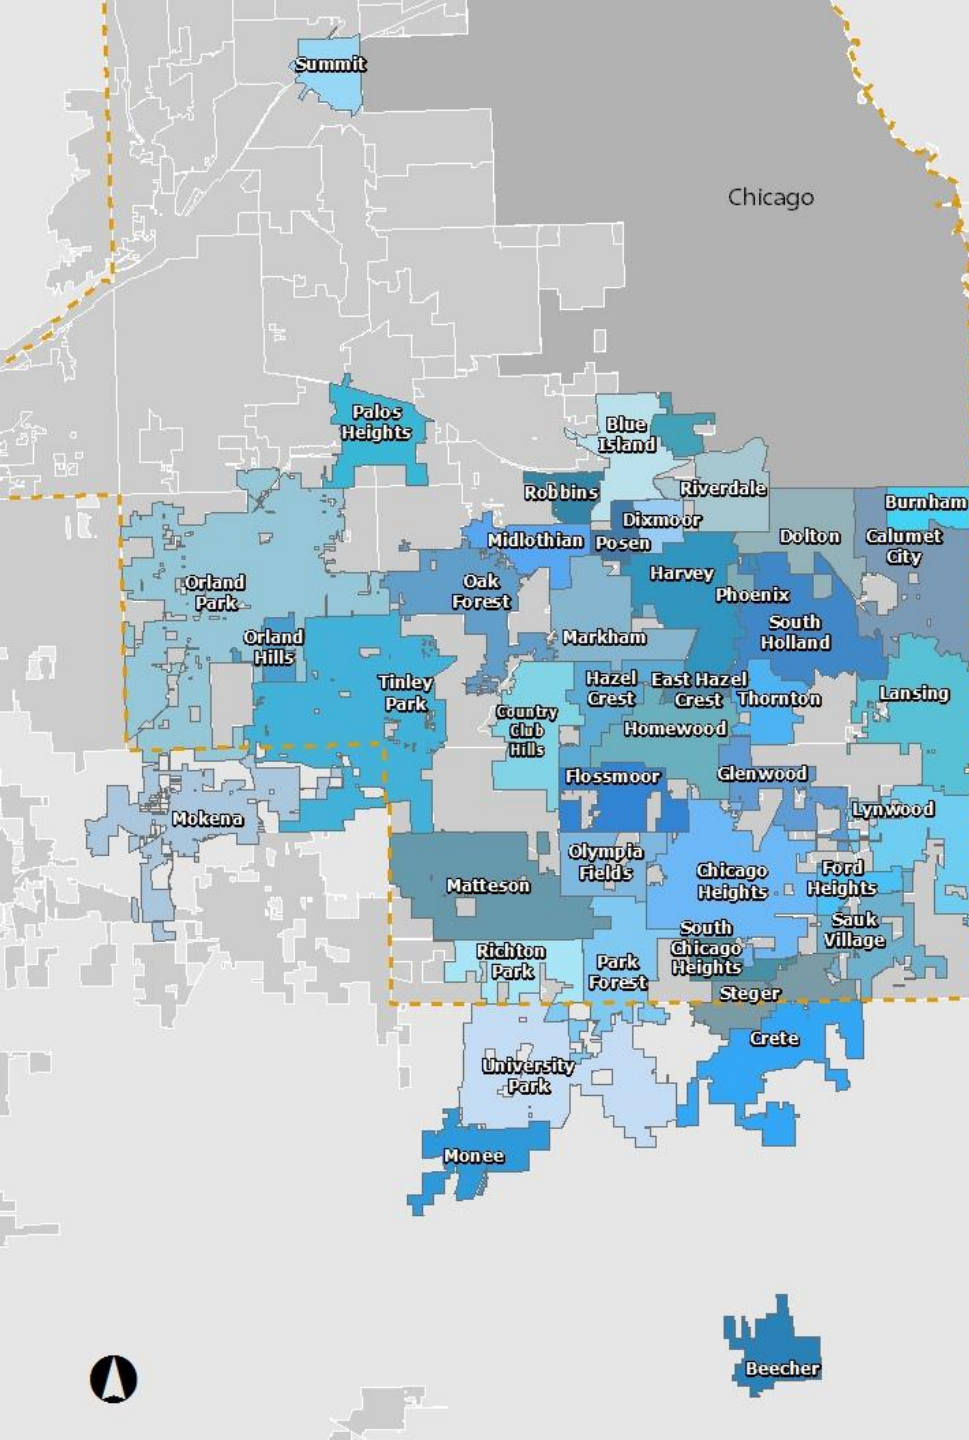 Summit
Chicago
Palos
Heights
Blue
Island
Robbins
Riverdale
Burnham
Dixmoor
Midlothian
Posen
Dolton
Calumet
City
Harvey
Orland
Park
Oak
Forest
Phoenix
South
Holland
Orland
Hills
Markham
Tinley
Park
Hazel
Crest
East Hazel
Crest
Thornton
Lansing
Country
Club
Hills
Homewood
Flossmoor
Glenwood
Mokena
Lynwood
Olympia
Fields
Matteson
Chicago
Heights
Ford
Heights
South
Chicago
Heights
Sauk
Village
Richton
Park
Park
Forest
Steger
Crete
University
Park
Monee
Beecher